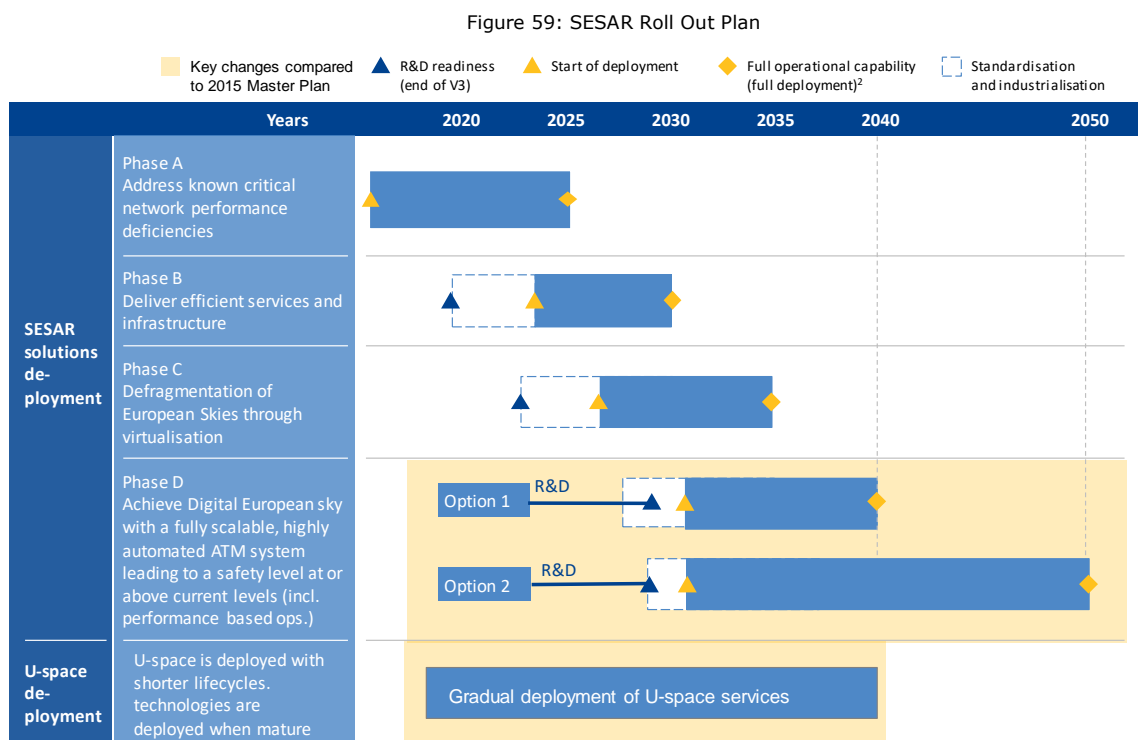 Figure 59: SESAR Roll Out Plan
Key changes compared
to 2015 Master Plan
R&D readiness
(end of V3)
Start of deployment
Full operational capability
(full deployment)2
Standardisation
and industrialisation
Years
2020
2025
2030
2035
2040
2050
SESAR
solutions
de-
ployment
Phase A
Address known critical
network performance
deficiencies
Phase B
Deliver efficient services and
infrastructure
Phase C
Defragmentation of
European Skies through
virtualisation
Phase D
Achieve Digital European sky
with a fully scalable, highly
automated ATM system
leading to a safety level at or
above current levels (incl.
performance based ops.)
Option 1
R&D
Option 2
R&D
U-space
de-
ployment
U-space is deployed with
shorter lifecycles.
technologies are
deployed when mature
Gradual deployment of U-space services